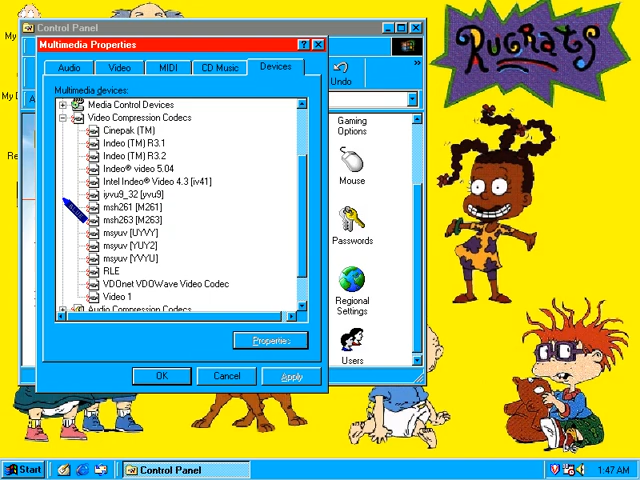 My
Control Panel
RUGRATS
Multimedia Properties
Audio
Video
MIDI
CD Music
Devices
Undo
»
My D
A
Multimedia devices:
Media Control Devices
Video Compression Codecs
Cinepak (TM)
Indeo (TM) R3.1
Indeo (TM) R3.2
Indeo® video 5.04
Intel Indeo® Video 4.3 [iv41]
iyvu9_32 [yvu9]
msh261 [M261]
msh263 [M263]
msyuv [UYVY]
msyuv [YUY2]
msyuv [YVYU]
RLE
VDOnet VDOWave Video Codec
Video 1
Audio Compression Codecs
Re
Gaming
Options
Mouse
Passwords
Regional
Settings
Users
Properties
OK
Cancel
Apply
Start
Control Panel
1:47 AM